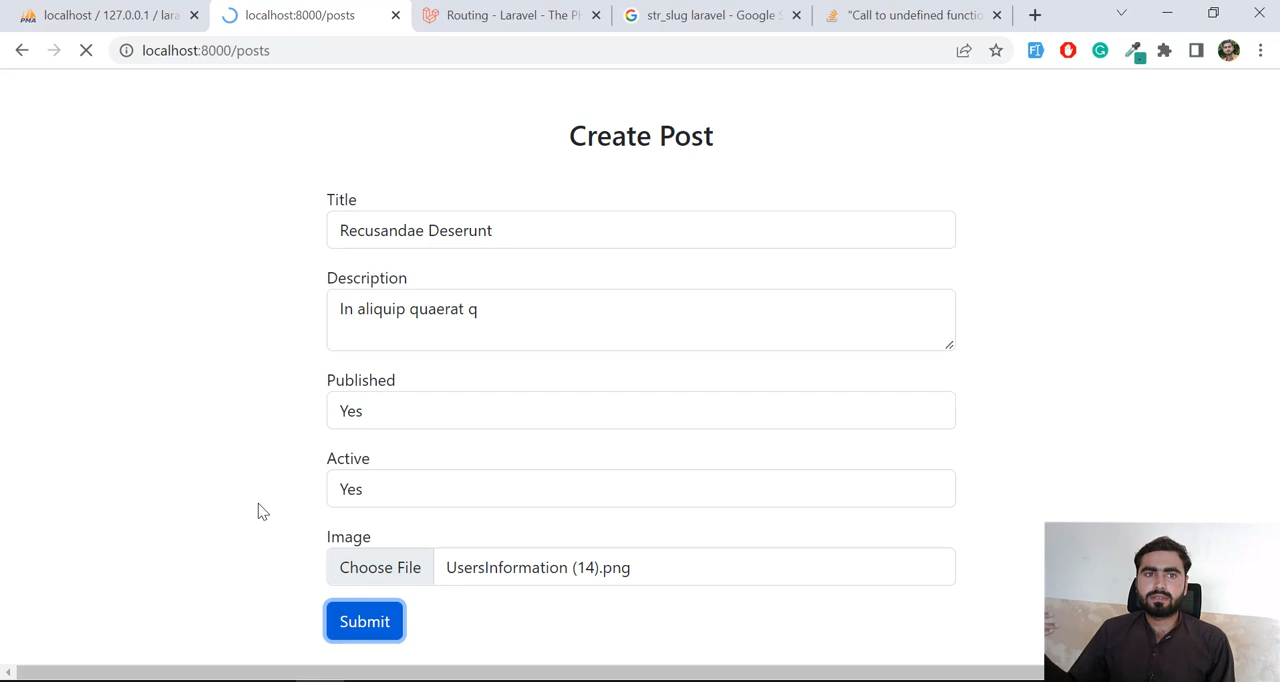 localhost / 127.0.0.1 / lara
localhost:8000/posts
Routing - Laravel - The PH
str_slug laravel - Google S
"Call to undefined functio
localhost:8000/posts
Create Post
Title
Recusandae Deserunt
Description
In aliquip quaerat q
Published
Yes
Active
Yes
Image
Choose File
UsersInformation (14).png
Submit